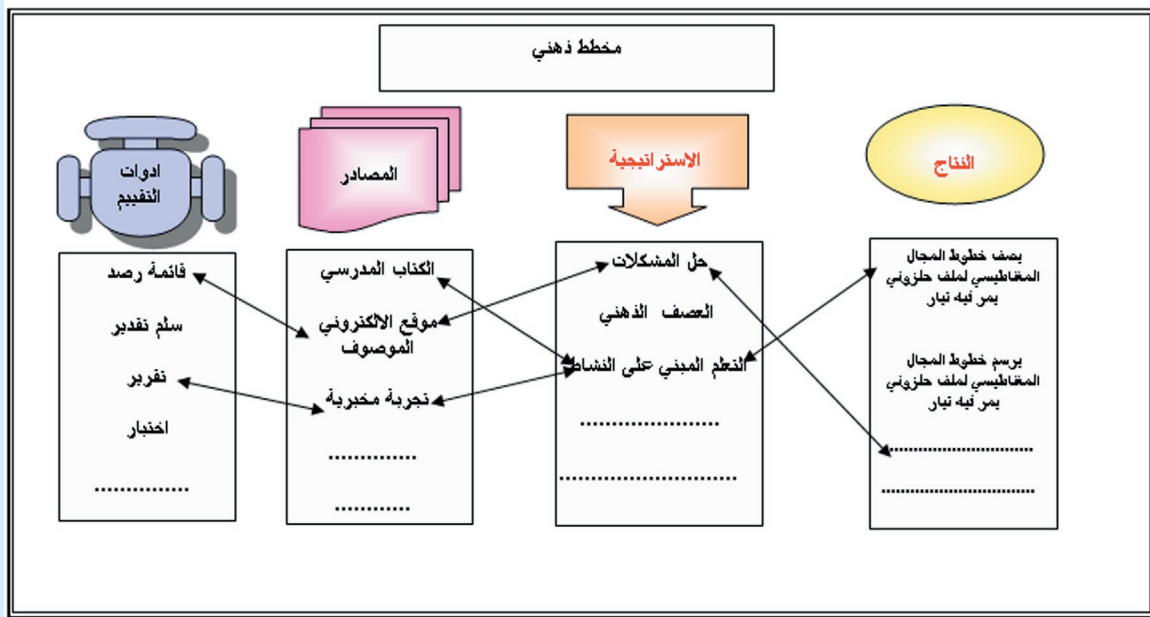 مخطط ذهني
النتاج
يصف خطوط المجال
المغناطيسي لملف حلزوني
يمر فيه تيار
يرسم خطوط المجال
المغناطيسي لملف حلزوني
يمر فيه تيار
................................
................................
الاستراتيجية
حل المشكلات
العصف الذهني
التعلم المبني على النشاط
.......................
..............................
المصادر
الكتاب المدرسي
موقع الالكتروني
الموصوف
تجربة مخبرية
..............
............
ادوات
التقييم
قائمة رصد
سلم تقدير
تقرير
اختبار
...............